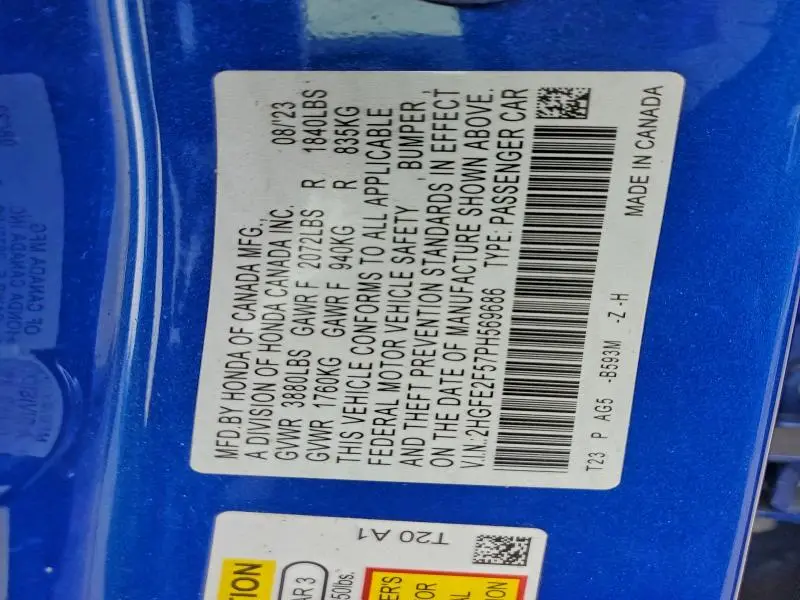 MFD.BY HONDA OF CANADA MFG.,
A DIVISION OF HONDA CANADA INC. 08/'23
GVWR 3880LBS GAWR F 2072LBS R 1840LBS
GVWR 1760KG GAWR F 940KG R 835KG
THIS VEHICLE CONFORMS TO ALL APPLICABLE
FEDERAL MOTOR VEHICLE SAFETY , BUMPER,
AND THEFT PREVENTION STANDARDS IN EFFECT
ON THE DATE OF MANUFACTURE SHOWN ABOVE.
V.I.N.:2HGFE2F57PH569686 TYPE: PASSENGER CAR
T23 P AG5 -B593M -Z -H
MADE IN CANADA
T20 A1